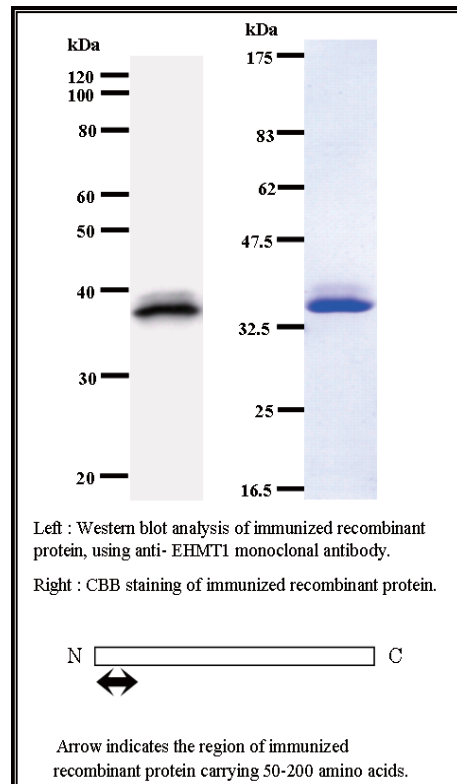 kDa
120
100
80
60
50
40
30
20
kDa
175
83
62
47.5
32.5
25
16.5
Left : Western blot analysis of immunized recombinant
protein, using anti- EHMT1 monoclonal antibody.
Right : CBB staining of immunized recombinant protein.
N C
Arrow indicates the region of immunized
recombinant protein carrying 50-200 amino acids.